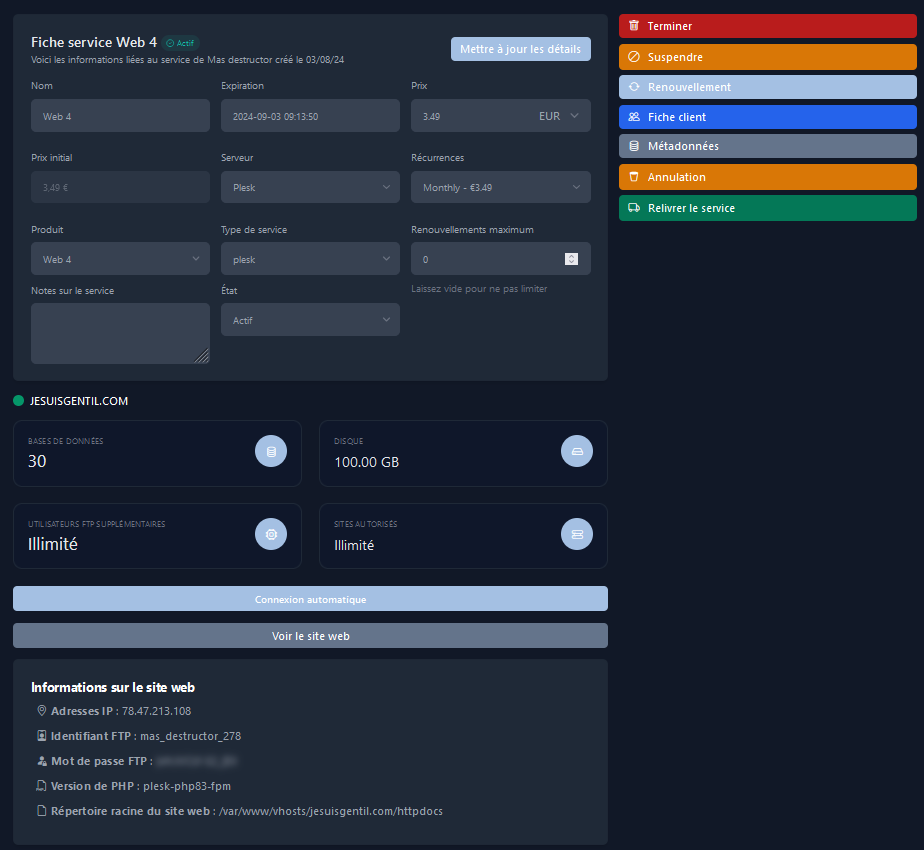 Fiche service Web 4 Actif
Voici les informations liées au service de Mas destructor créé le 03/08/24
Mettre à jour les détails
Nom
Expiration
Prix
Web 4
2024-09-03 09:13:50
3.49
EUR
Prix initial
Serveur
Récurrences
3,49 €
Plesk
Monthly - €3.49
Produit
Type de service
Renouvellements maximum
Web 4
plesk
0
Notes sur le service
État
Laissez vide pour ne pas limiter
Actif
JESUISGENTIL.COM
BASES DE DONNÉES
30
DISQUE
100.00 GB
UTILISATEURS FTP SUPPLÉMENTAIRES
Illimité
SITES AUTORISÉS
Illimité
Connexion automatique
Voir le site web
Informations sur le site web
Adresses IP : 78.47.213.108
Identifiant FTP : mas_destructor_278
Mot de passe FTP :
Version de PHP : plesk-php83-fpm
Répertoire racine du site web : /var/www/vhosts/jesuisgentil.com/httpdocs
Terminer
Suspendre
Renouvellement
Fiche client
Métadonnées
Annulation
Relivrer le service